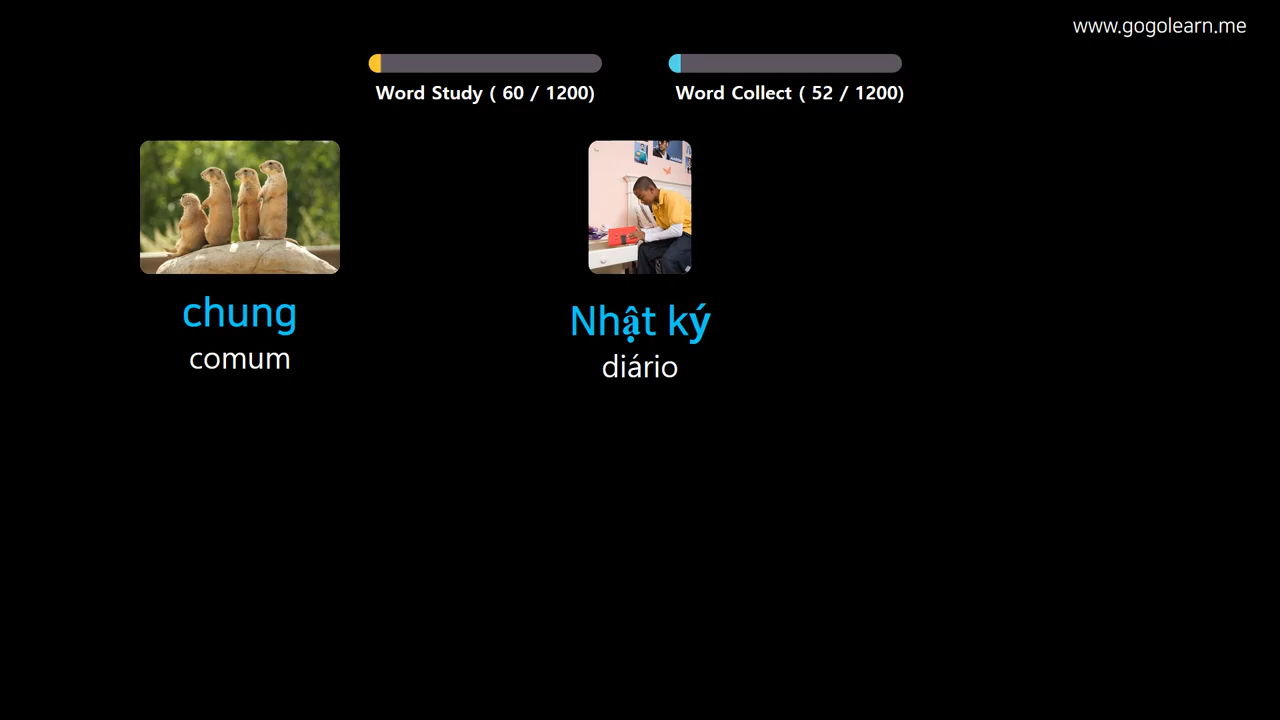 www.gogolearn.me
Word Study ( 60 / 1200)
Word Collect ( 52 / 1200)
chung
comum
Nhật ký
diário